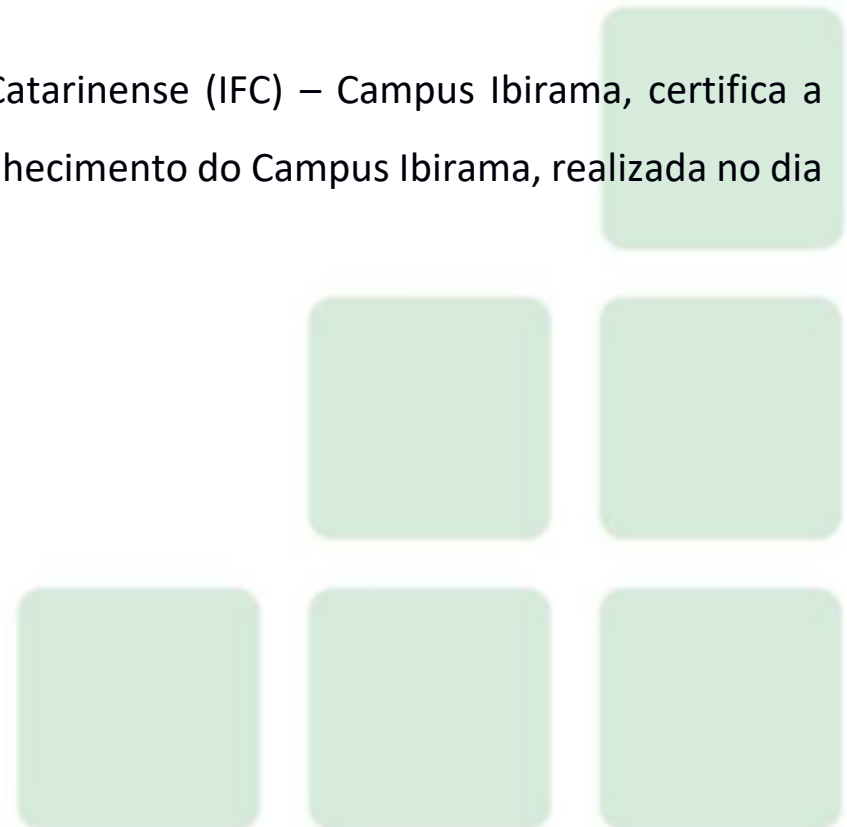 Catarinense (IFC) – Campus Ibirama, certifica a
hecimento do Campus Ibirama, realizada no dia